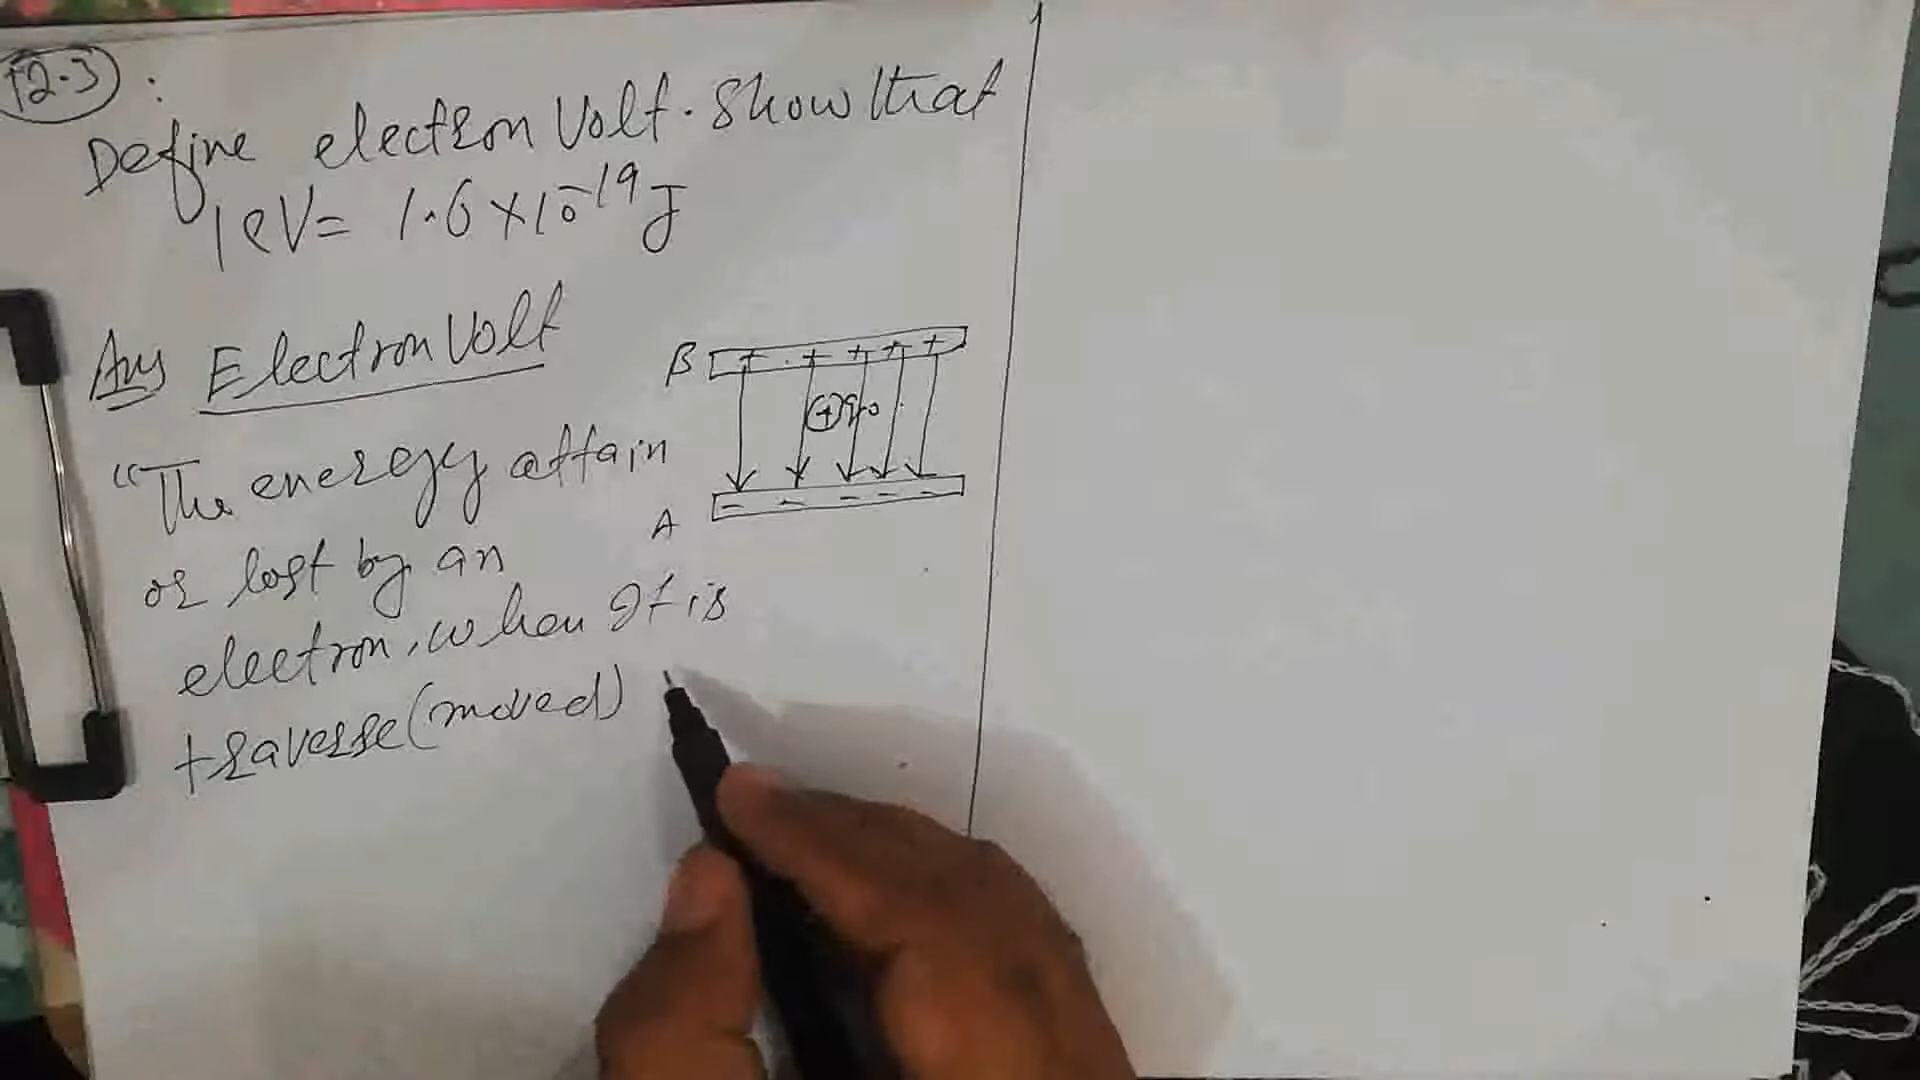 12.3 :
Define electron Volt. Show that
1eV = 1.6 × 10⁻¹⁹ J
Ans Electron Volt
"The energy attain
or lost by an
electron, when It is
traverse (moved)
B + + + + +
+q₀
A - - - - -